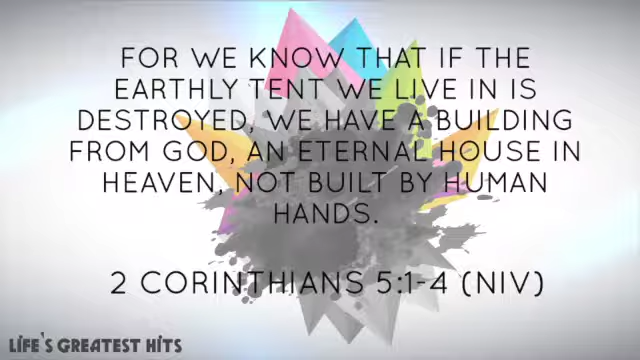 FOR WE KNOW THAT IF THE
EARTHLY TENT WE LIVE IN IS
DESTROYED, WE HAVE A BUILDING
FROM GOD, AN ETERNAL HOUSE IN
HEAVEN, NOT BUILT BY HUMAN
HANDS.
2 CORINTHIANS 5:1-4 (NIV)
LIFE'S GREATEST HITS